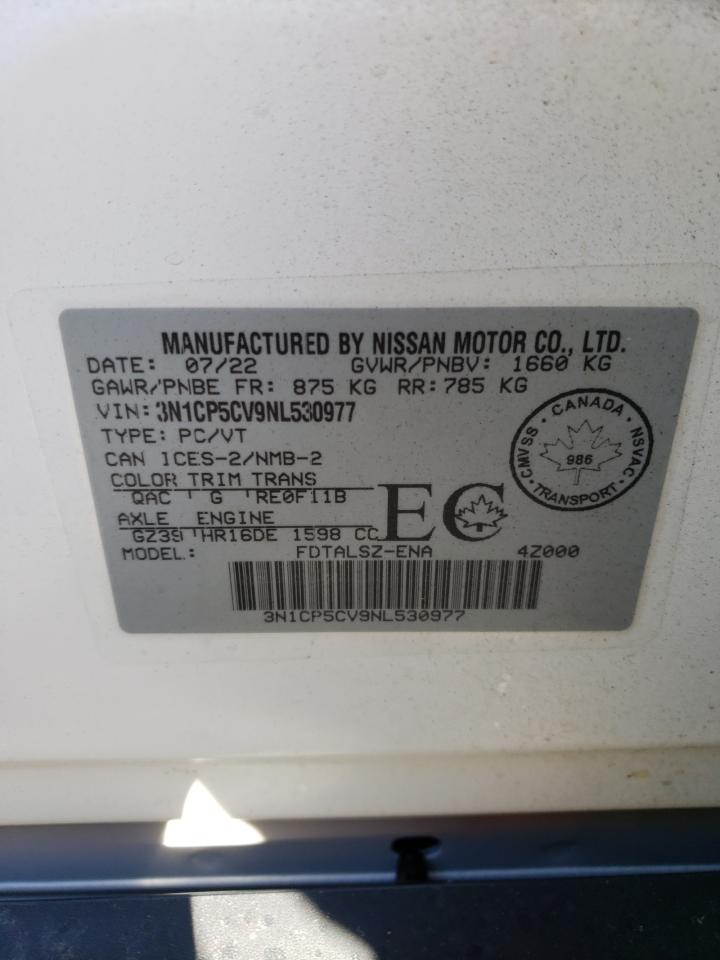 MANUFACTURED BY NISSAN MOTOR CO., LTD.
DATE: 07/22 GVWR/PNBV: 1660 KG
GAWR/PNBE FR: 875 KG RR: 785 KG
VIN: 3N1CP5CV9NL530977
TYPE: PC/VT
CAN ICES-2/NMB-2
COLOR TRIM TRANS
QAC G RE0F11B
AXLE ENGINE
GZ39 HR16DE 1598 CC
EC
MODEL: FDTALSZ-ENA 4Z000
3N1CP5CV9NL530977
CANADA
CMVSS NSVAC
986
TRANSPORT